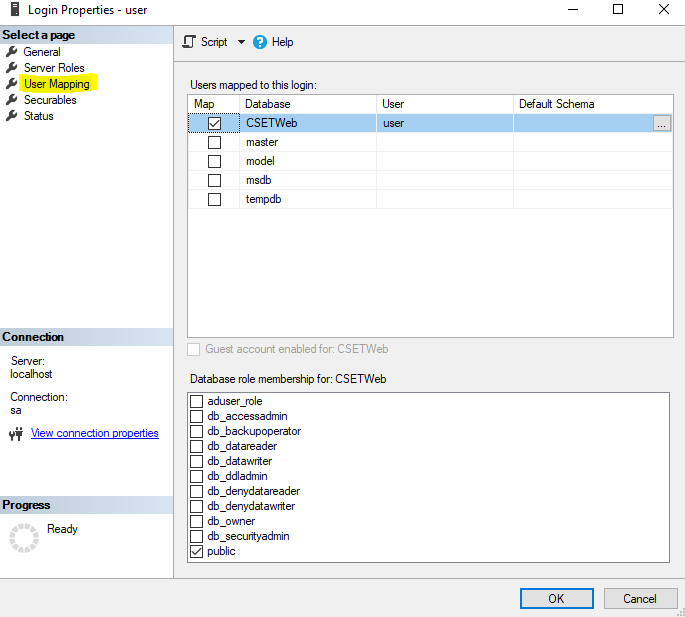 Login Properties - user
Select a page
General
Server Roles
User Mapping
Securables
Status
Connection
Server:
localhost
Connection:
sa
View connection properties
Progress
Ready
Script Help
Users mapped to this login:
Map Database User Default Schema
CSETWeb user ...
master
model
msdb
tempdb
Guest account enabled for: CSETWeb
Database role membership for: CSETWeb
aduser_role
db_accessadmin
db_backupoperator
db_datareader
db_datawriter
db_ddladmin
db_denydatareader
db_denydatawriter
db_owner
db_securityadmin
public
OK Cancel